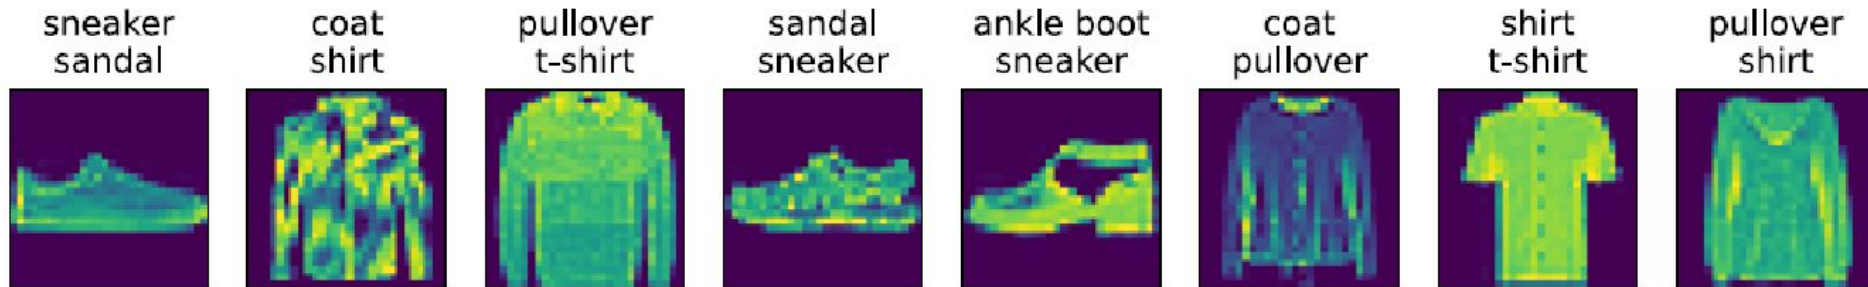 sneaker
sandal
coat
shirt
pullover
t-shirt
sandal
sneaker
ankle boot
sneaker
coat
pullover
shirt
t-shirt
pullover
shirt